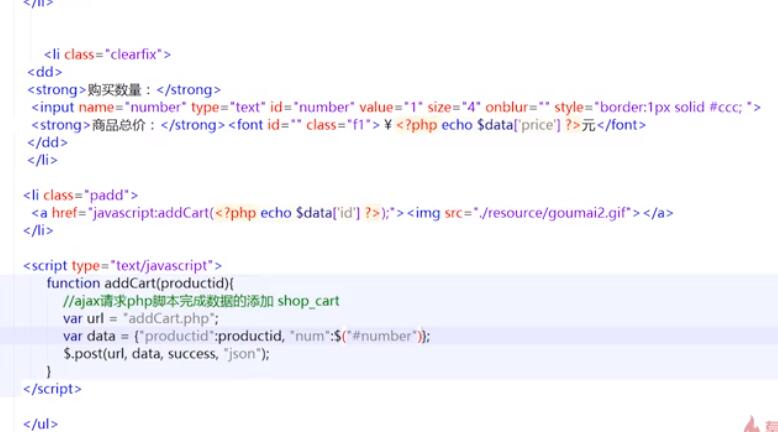 </li>
<li class="clearfix">
<dd>
<strong>购买数量：</strong>
<input name="number" type="text" id="number" value="1" size="4" onblur="" style="border:1px solid #ccc; ">
<strong>商品总价：</strong><font id="" class="f1">¥<?php echo $data['price'] ?>元</font>
</dd>
</li>
<li class="padd">
<a href="javascript:addCart(<?php echo $data['id'] ?>);"><img src="./resource/goumai2.gif"></a>
</li>
<script type="text/javascript">
function addCart(productid){
//ajax请求php脚本完成数据的添加 shop_cart
var url = "addCart.php";
var data = {"productid":productid, "num":$("#number")};
$.post(url, data, success, "json");
}
</script>
</ul>